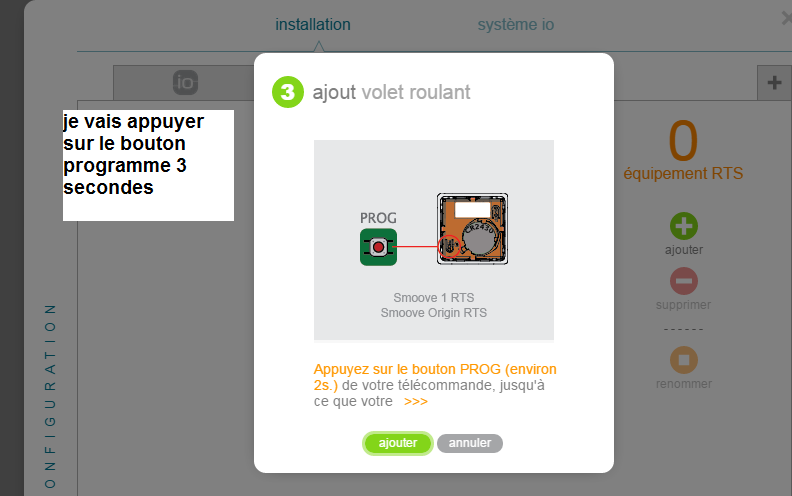 installation
système io
io
3 ajout volet roulant
je vais appuyer
sur le bouton
programme 3
secondes
0
équipement RTS
PROG
CR2430
ajouter
Smoove 1 RTS
Smoove Origin RTS
supprimer
Appuyez sur le bouton PROG (environ
2s.) de votre télécommande, jusqu'à
ce que votre >>>
renommer
ajouter
annuler
ONFIGURATION